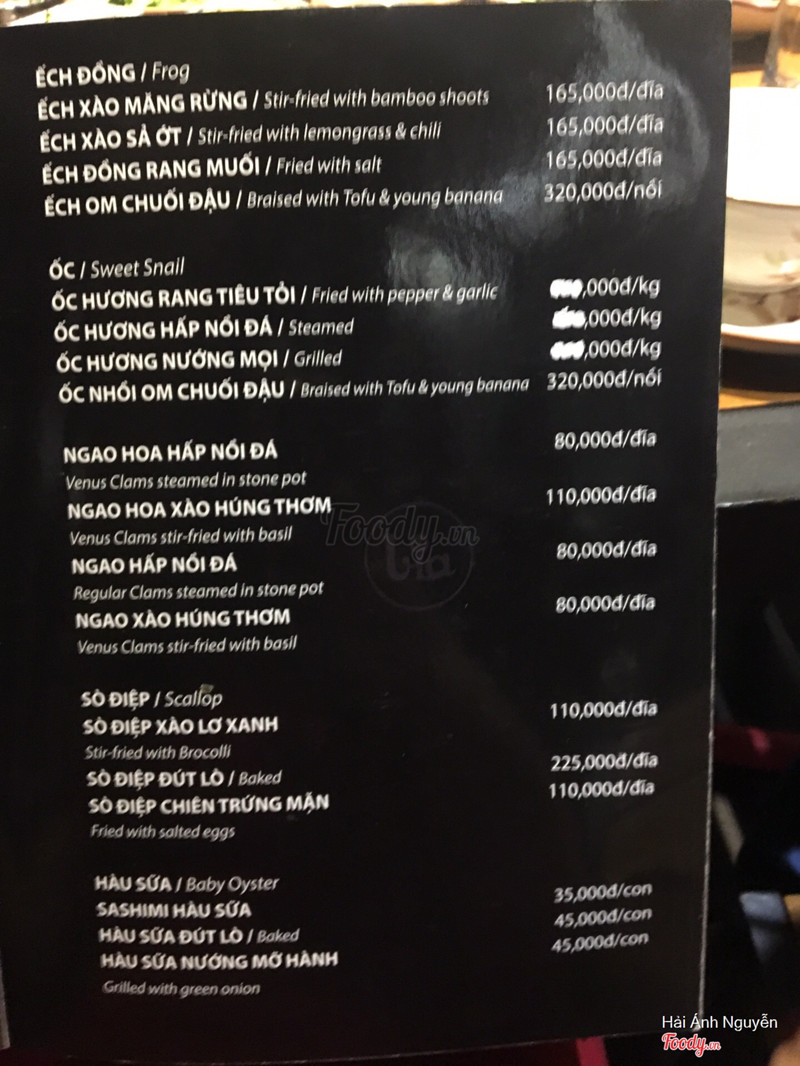 ẾCH ĐỒNG / Frog
ẾCH XÀO MĂNG RỪNG / Stir-fried with bamboo shoots 165,000đ/đĩa
ẾCH XÀO SẢ ỚT / Stir-fried with lemongrass & chili 165,000đ/đĩa
ẾCH ĐỒNG RANG MUỐI / Fried with salt 165,000đ/đĩa
ẾCH OM CHUỐI ĐẬU / Braised with Tofu & young banana 320,000đ/nồi
ỐC / Sweet Snail
ỐC HƯƠNG RANG TIÊU TỎI / Fried with pepper & garlic ,000đ/kg
ỐC HƯƠNG HẤP NỒI ĐÁ / Steamed ,000đ/kg
ỐC HƯƠNG NƯỚNG MỌI / Grilled ,000đ/kg
ỐC NHỒI OM CHUỐI ĐẬU / Braised with Tofu & young banana 320,000đ/nồi
NGAO HOA HẤP NỒI ĐÁ 80,000đ/đĩa
Venus Clams steamed in stone pot
NGAO HOA XÀO HÚNG THƠM 110,000đ/đĩa
Venus Clams stir-fried with basil
NGAO HẤP NỒI ĐÁ 80,000đ/đĩa
Regular Clams steamed in stone pot
NGAO XÀO HÚNG THƠM 80,000đ/đĩa
Venus Clams stir-fried with basil
Foody.vn
SÒ ĐIỆP / Scallop
SÒ ĐIỆP XÀO LƠ XANH 110,000đ/đĩa
Stir-fried with Brocolli
SÒ ĐIỆP ĐÚT LÒ / Baked 225,000đ/đĩa
SÒ ĐIỆP CHIÊN TRỨNG MẶN 110,000đ/đĩa
Fried with salted eggs
HÀU SỮA / Baby Oyster
SASHIMI HÀU SỮA 35,000đ/con
HÀU SỮA ĐÚT LÒ / Baked 45,000đ/con
HÀU SỮA NƯỚNG MỠ HÀNH 45,000đ/con
Grilled with green onion
Hải Ánh Nguyễn
Foody.vn